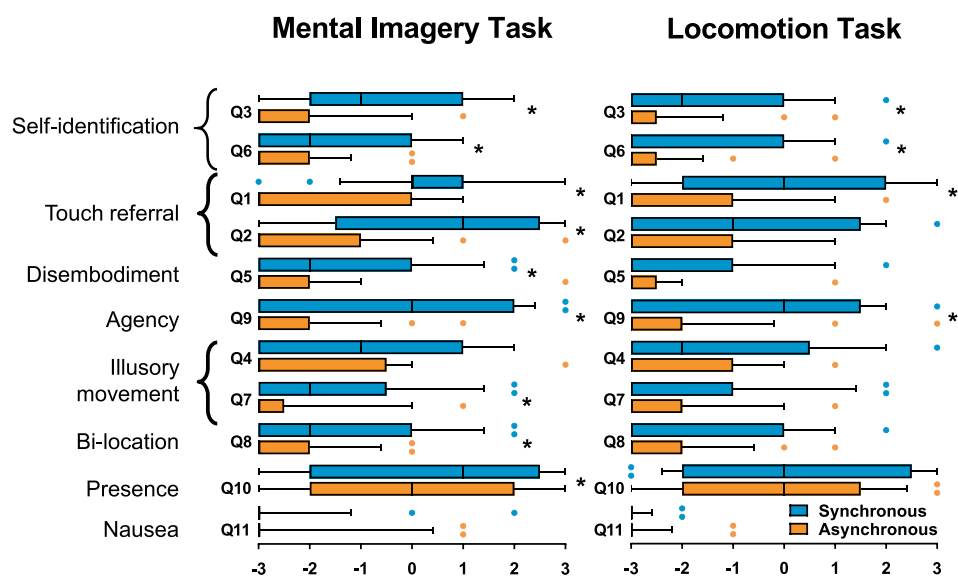 Mental Imagery Task
Locomotion Task
Self-identification
Q3
*
Q3
*
Q6
*
Q6
*
Touch referral
Q1
*
Q1
*
Q2
*
Q2
Disembodiment
Q5
*
Q5
Agency
Q9
*
Q9
*
Illusory
movement
Q4
Q4
Q7
*
Q7
Bi-location
Q8
*
Q8
Presence
Q10
*
Q10
Nausea
Q11
Q11
Synchronous
Asynchronous
-3 -2 -1 0 1 2 3
-3 -2 -1 0 1 2 3